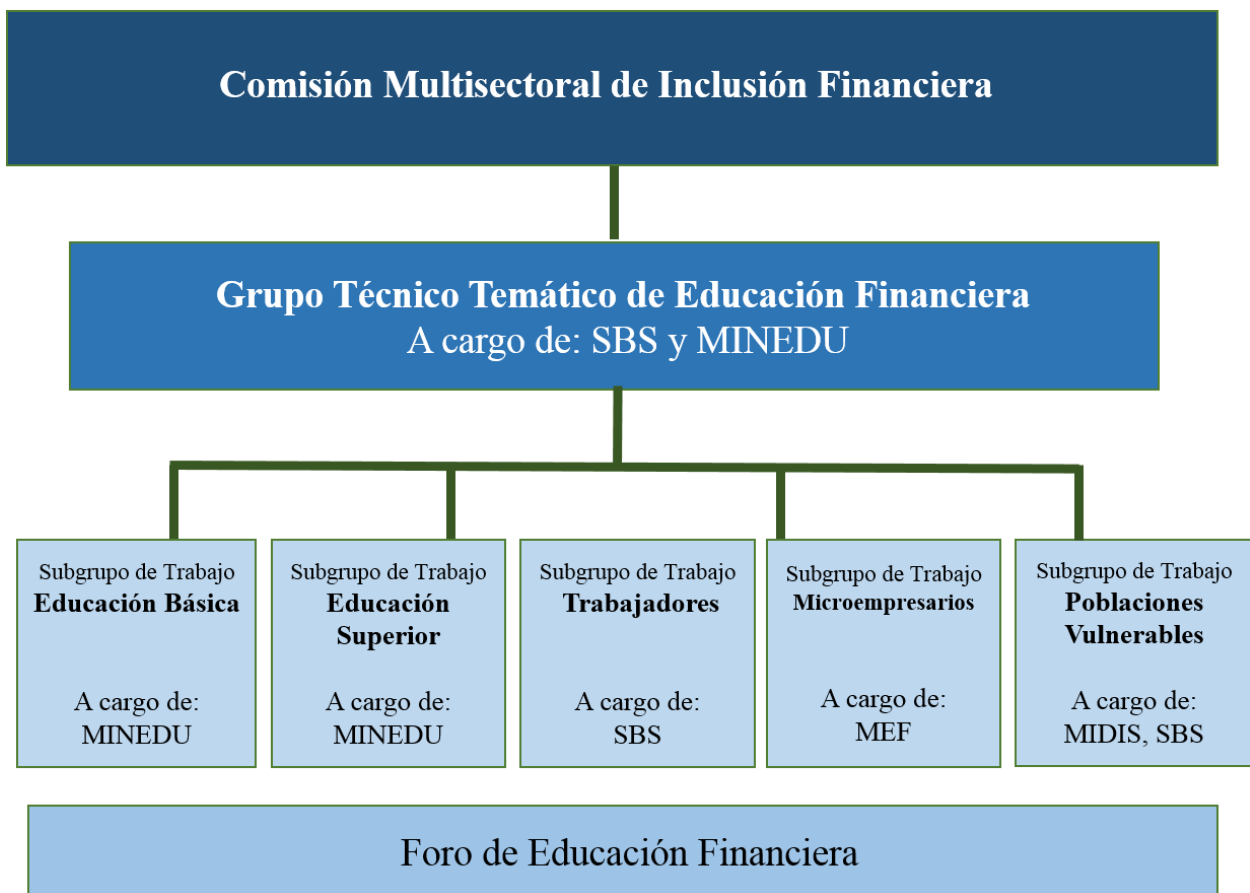 Comisión Multisectoral de Inclusión Financiera
Grupo Técnico Temático de Educación Financiera
A cargo de: SBS y MINEDU
Subgrupo de Trabajo
Educación Básica
A cargo de:
MINEDU
Subgrupo de Trabajo
Educación
Superior
A cargo de:
MINEDU
Subgrupo de Trabajo
Trabajadores
A cargo de:
SBS
Subgrupo de Trabajo
Microempresarios
A cargo de:
MEF
Subgrupo de Trabajo
Poblaciones
Vulnerables
A cargo de:
MIDIS, SBS
Foro de Educación Financiera